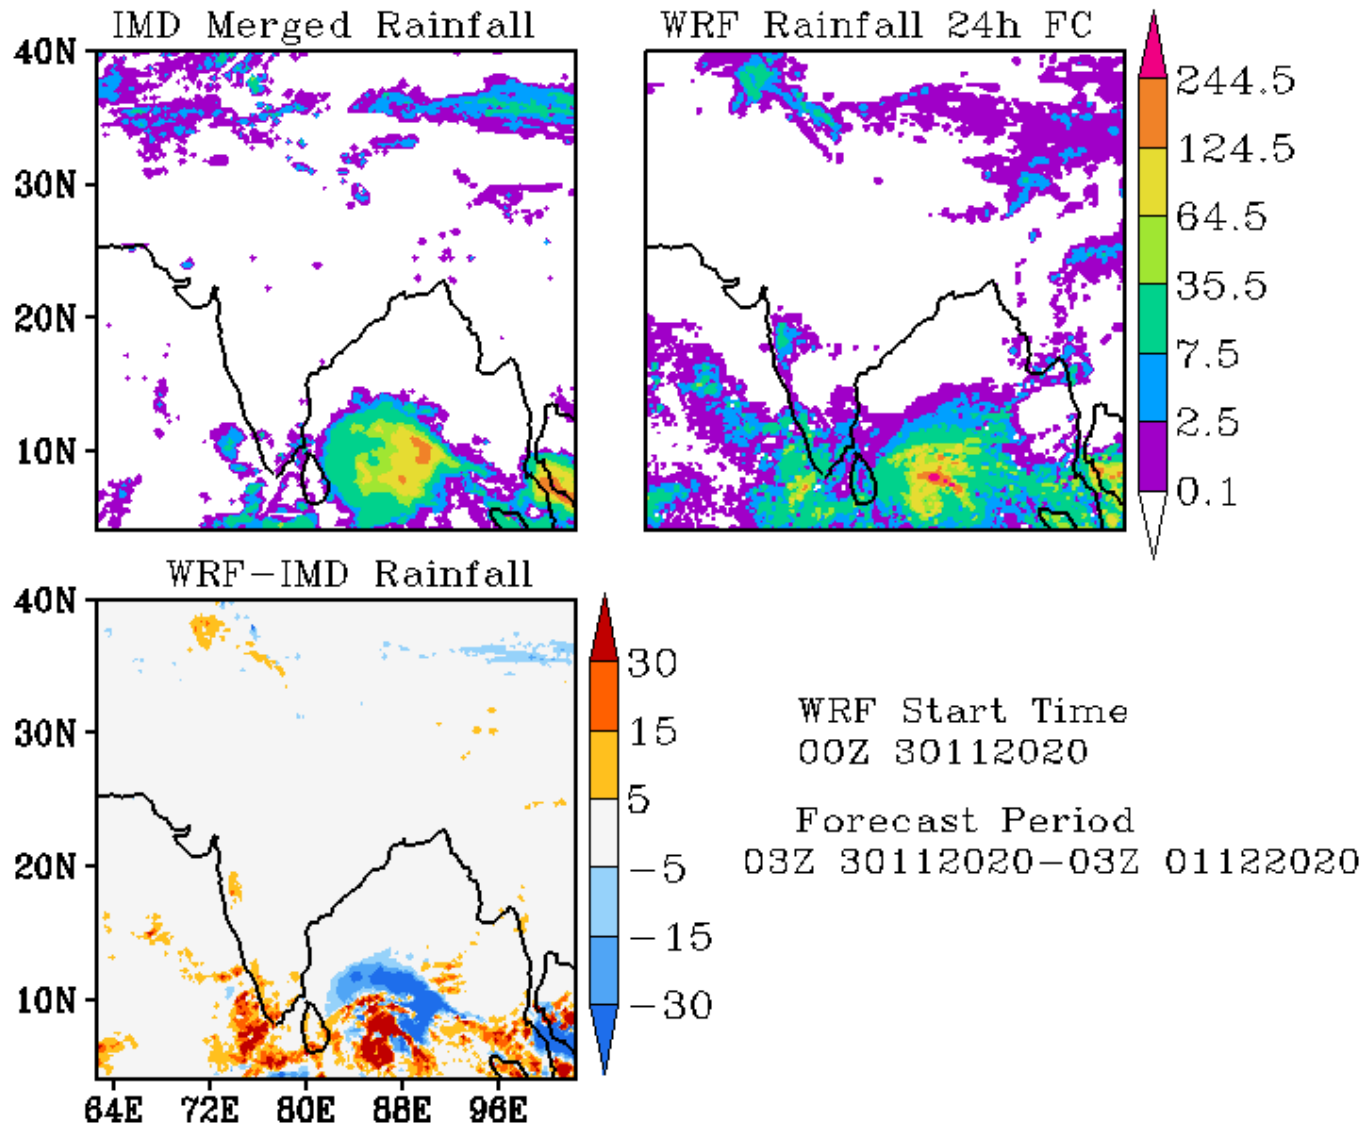 IMD Merged Rainfall
WRF Rainfall 24h FC
40N
30N
20N
10N
244.5
124.5
64.5
35.5
7.5
2.5
0.1
WRF-IMD Rainfall
40N
30N
20N
10N
64E 72E 80E 88E 96E
30
15
5
-5
-15
-30
WRF Start Time
00Z 30112020
Forecast Period
03Z 30112020-03Z 01122020